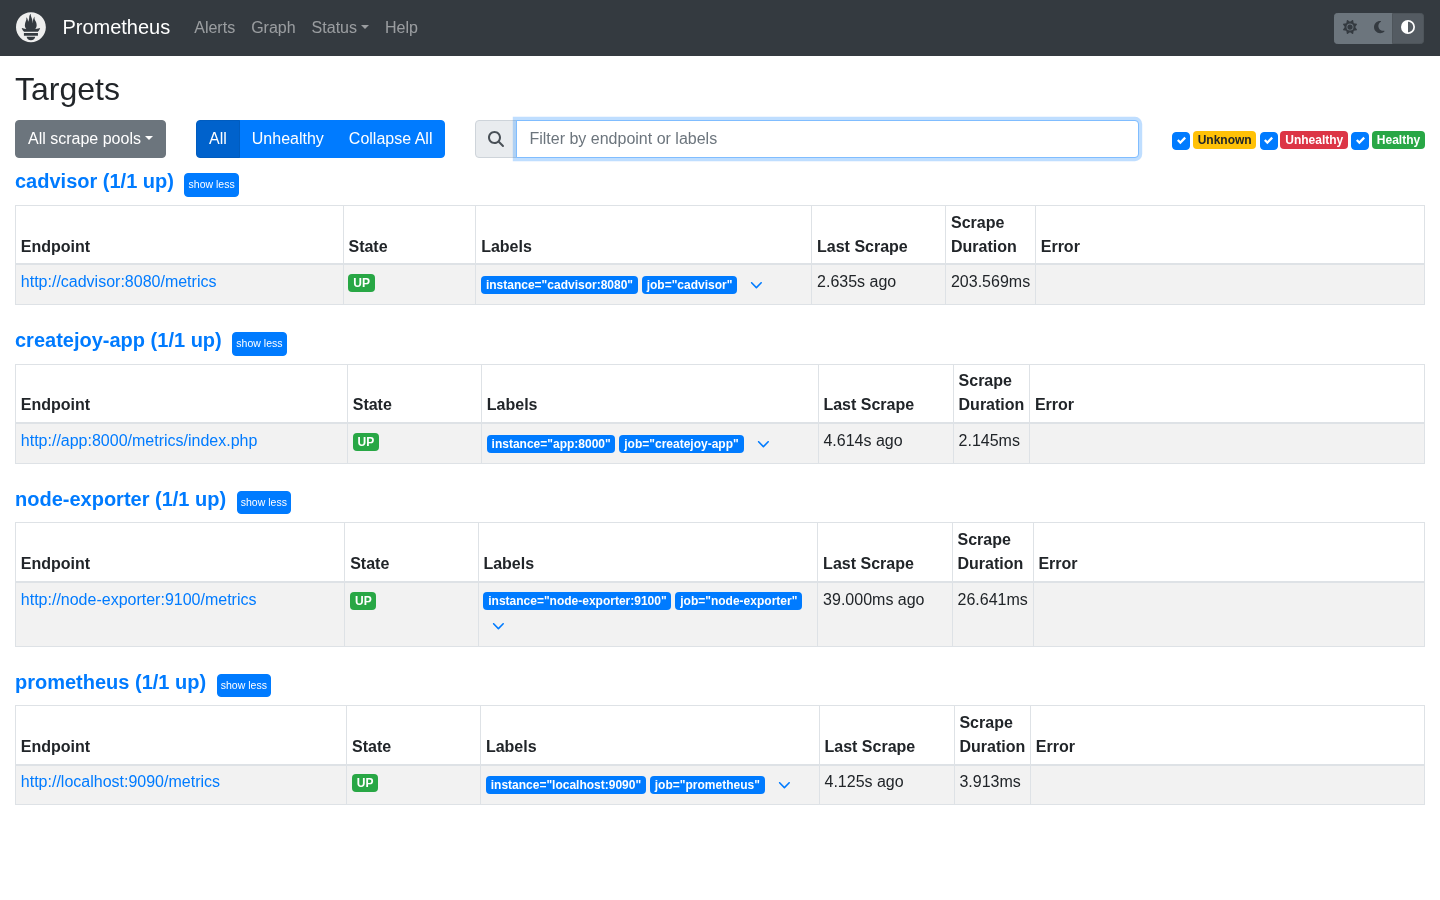 Prometheus Alerts Graph Status Help
Targets
All scrape pools All Unhealthy Collapse All Filter by endpoint or labels Unknown Unhealthy Healthy
cadvisor (1/1 up) show less
Endpoint State Labels Last Scrape Scrape Duration Error
http://cadvisor:8080/metrics UP instance="cadvisor:8080" job="cadvisor" 2.635s ago 203.569ms
createjoy-app (1/1 up) show less
Endpoint State Labels Last Scrape Scrape Duration Error
http://app:8000/metrics/index.php UP instance="app:8000" job="createjoy-app" 4.614s ago 2.145ms
node-exporter (1/1 up) show less
Endpoint State Labels Last Scrape Scrape Duration Error
http://node-exporter:9100/metrics UP instance="node-exporter:9100" job="node-exporter" 39.000ms ago 26.641ms
prometheus (1/1 up) show less
Endpoint State Labels Last Scrape Scrape Duration Error
http://localhost:9090/metrics UP instance="localhost:9090" job="prometheus" 4.125s ago 3.913ms